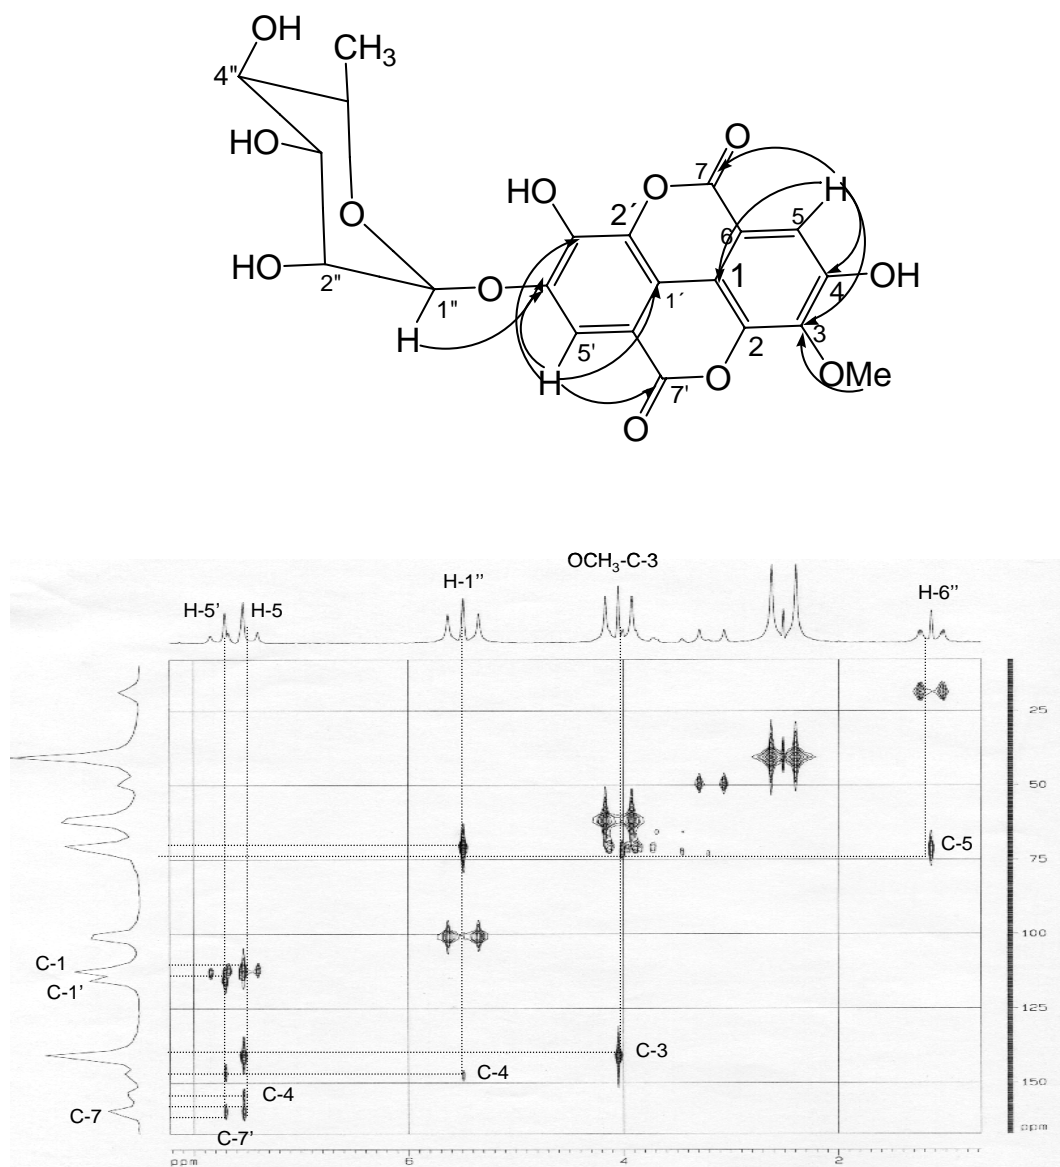 OH
CH3
4"
HO
O
7
H
O
HO
2´
5
6
O
HO
2"
O
1
4
OH
1"
1´
H
5'
2
3
H
7'
O
OMe
O
OCH3-C-3
H-1’’
H-6’’
H-5’
H-5
25
50
C-5
75
100
C-1
C-1’
125
C-3
C-4
150
C-4
C-7
ppm
C-7’
ppm
6
4
2